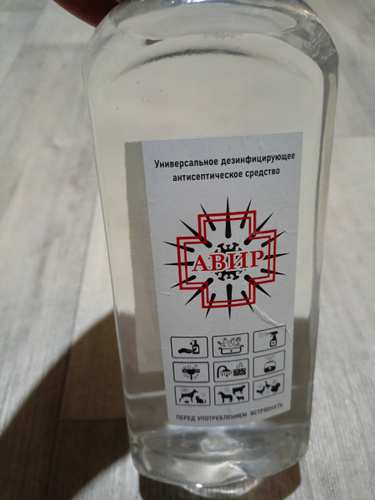 Универсальное дезинфицирующее
антисептическое средство
АВИР
ПЕРЕД УПОТРЕБЛЕНИЕМ ВСТРЯХНУТЬ